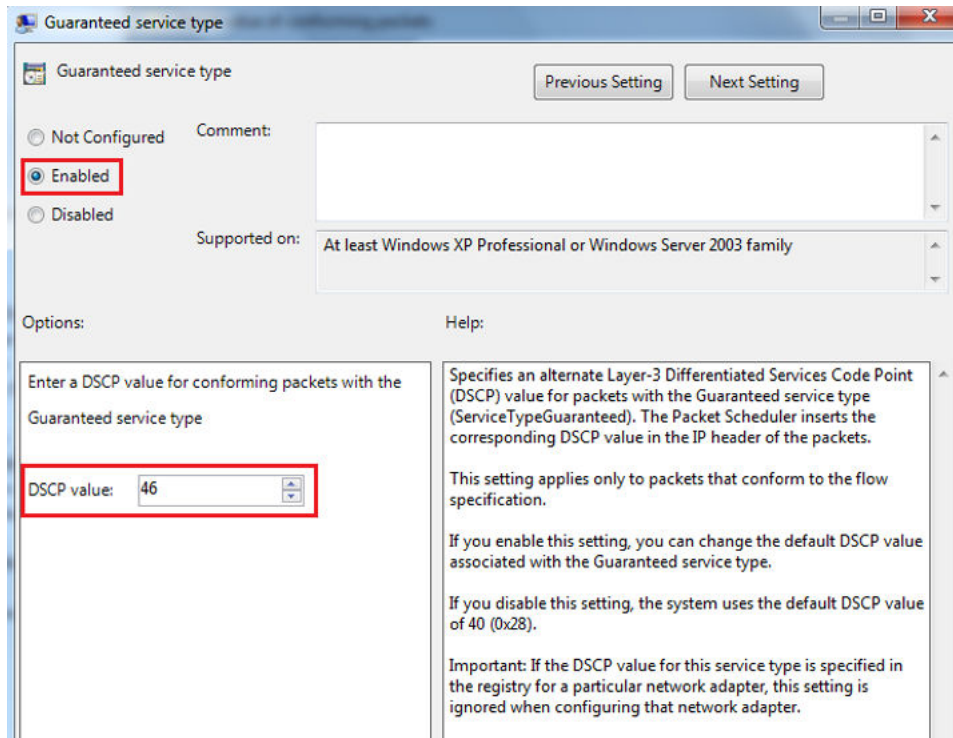 Guaranteed service type
Guaranteed service type
Previous Setting
Next Setting
Not Configured
Comment:
Enabled
Disabled
Supported on:
At least Windows XP Professional or Windows Server 2003 family
Options:
Help:
Enter a DSCP value for conforming packets with the
Guaranteed service type
DSCP value:
46
Specifies an alternate Layer-3 Differentiated Services Code Point
(DSCP) value for packets with the Guaranteed service type
(ServiceTypeGuaranteed). The Packet Scheduler inserts the
corresponding DSCP value in the IP header of the packets.
This setting applies only to packets that conform to the flow
specification.
If you enable this setting, you can change the default DSCP value
associated with the Guaranteed service type.
If you disable this setting, the system uses the default DSCP value
of 40 (0x28).
Important: If the DSCP value for this service type is specified in
the registry for a particular network adapter, this setting is
ignored when configuring that network adapter.